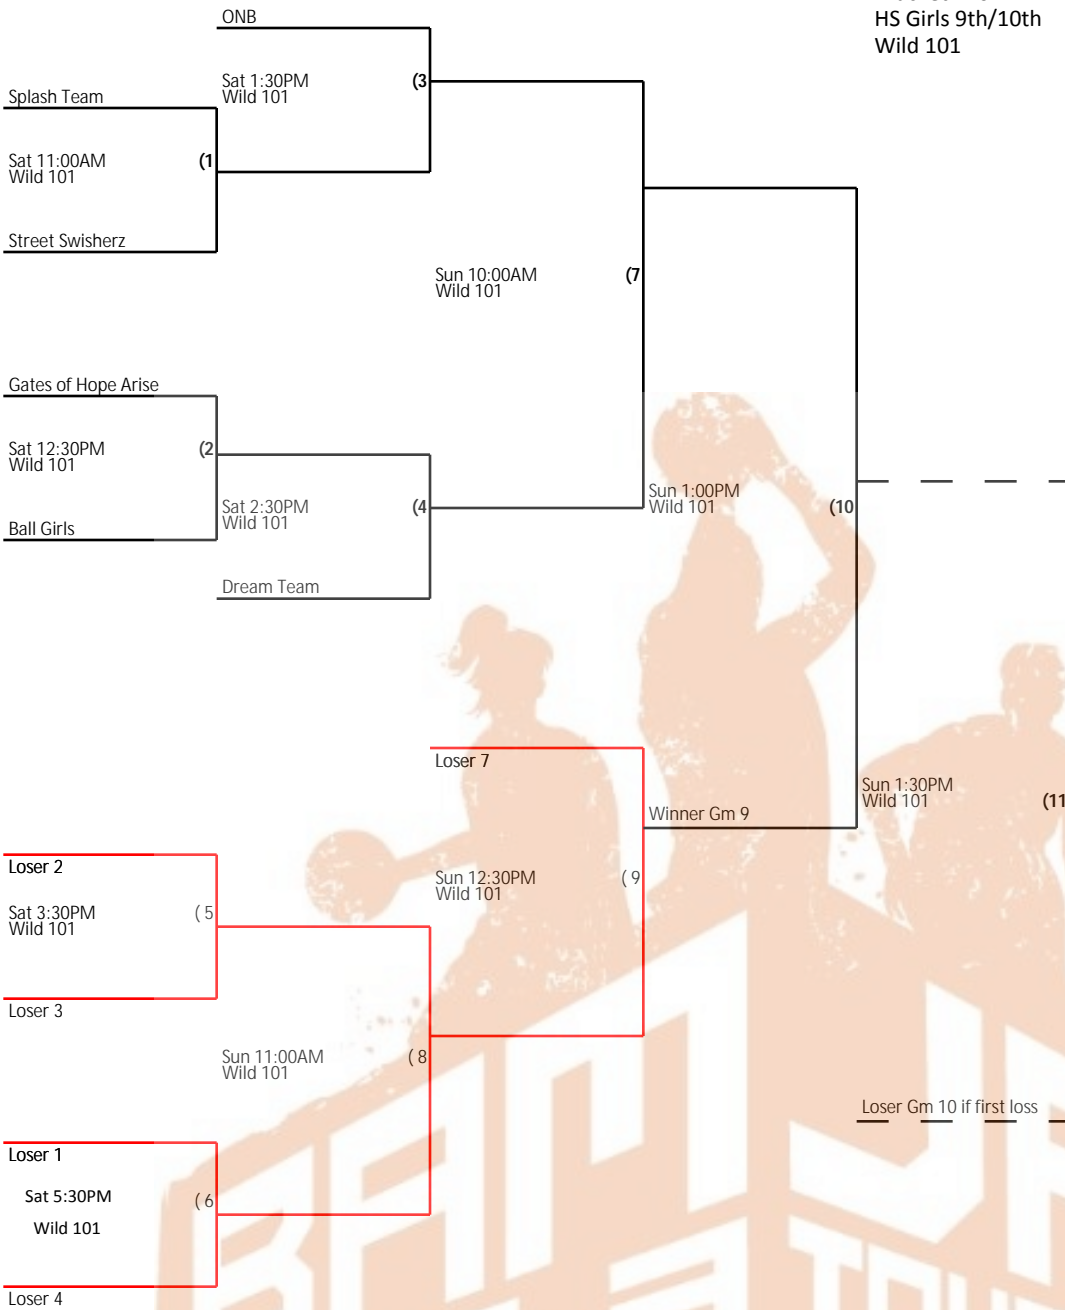 HS Girls 9th/10th
Wild 101
ONB
Sat 1:30PM
Wild 101
(3
Splash Team
Sat 11:00AM
Wild 101
(1
Street Swisherz
Sun 10:00AM
Wild 101
(7
Gates of Hope Arise
Sat 12:30PM
Wild 101
(2
Sat 2:30PM
Wild 101
(4
Ball Girls
Dream Team
Sun 1:00PM
Wild 101
(10
Loser 7
Sun 1:30PM
Wild 101
(11
Winner Gm 9
Loser 2
Sat 3:30PM
Wild 101
( 5
Sun 12:30PM
Wild 101
( 9
Loser 3
Sun 11:00AM
Wild 101
( 8
Loser Gm 10 if first loss
Loser 1
Sat 5:30PM
Wild 101
( 6
Loser 4